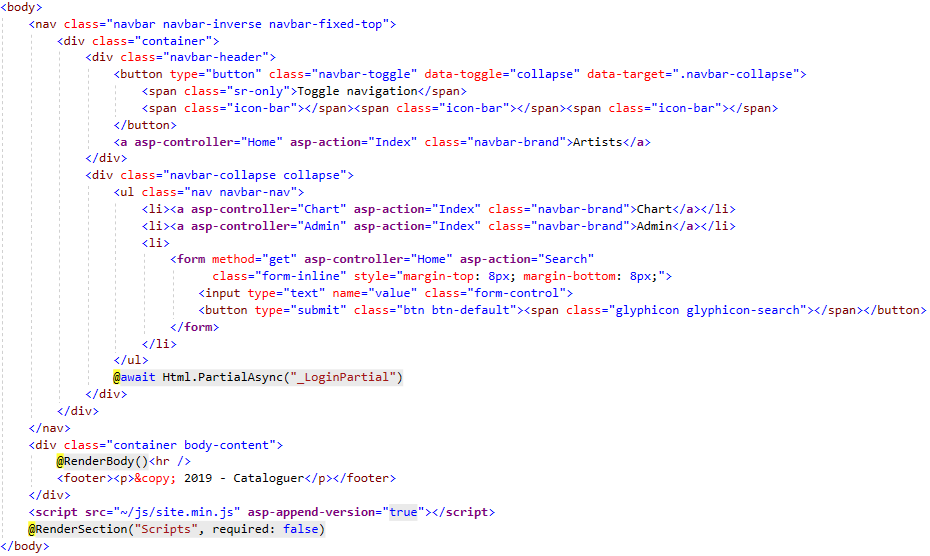 <body>
<nav class="navbar navbar-inverse navbar-fixed-top">
<div class="container">
<div class="navbar-header">
<button type="button" class="navbar-toggle" data-toggle="collapse" data-target=".navbar-collapse">
<span class="sr-only">Toggle navigation</span>
<span class="icon-bar"></span><span class="icon-bar"></span><span class="icon-bar"></span>
</button>
<a asp-controller="Home" asp-action="Index" class="navbar-brand">Artists</a>
</div>
<div class="navbar-collapse collapse">
<ul class="nav navbar-nav">
<li><a asp-controller="Chart" asp-action="Index" class="navbar-brand">Chart</a></li>
<li><a asp-controller="Admin" asp-action="Index" class="navbar-brand">Admin</a></li>
<li>
<form method="get" asp-controller="Home" asp-action="Search"
class="form-inline" style="margin-top: 8px; margin-bottom: 8px;">
<input type="text" name="value" class="form-control">
<button type="submit" class="btn btn-default"><span class="glyphicon glyphicon-search"></span></button>
</form>
</li>
</ul>
@await Html.PartialAsync("_LoginPartial")
</div>
</div>
</nav>
<div class="container body-content">
@RenderBody()<hr />
<footer><p>&copy; 2019 - Cataloguer</p></footer>
</div>
<script src="~/js/site.min.js" asp-append-version="true"></script>
@RenderSection("Scripts", required: false)
</body>